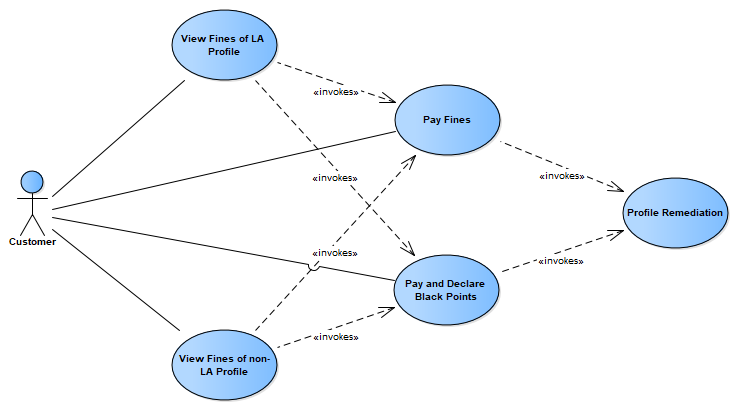 View Fines of LA
Profile
«invokes»
Pay Fines
«invokes»
«invokes»
Profile Remediation
Customer
«invokes»
«invokes»
Pay and Declare
Black Points
«invokes»
View Fines of non-
LA Profile